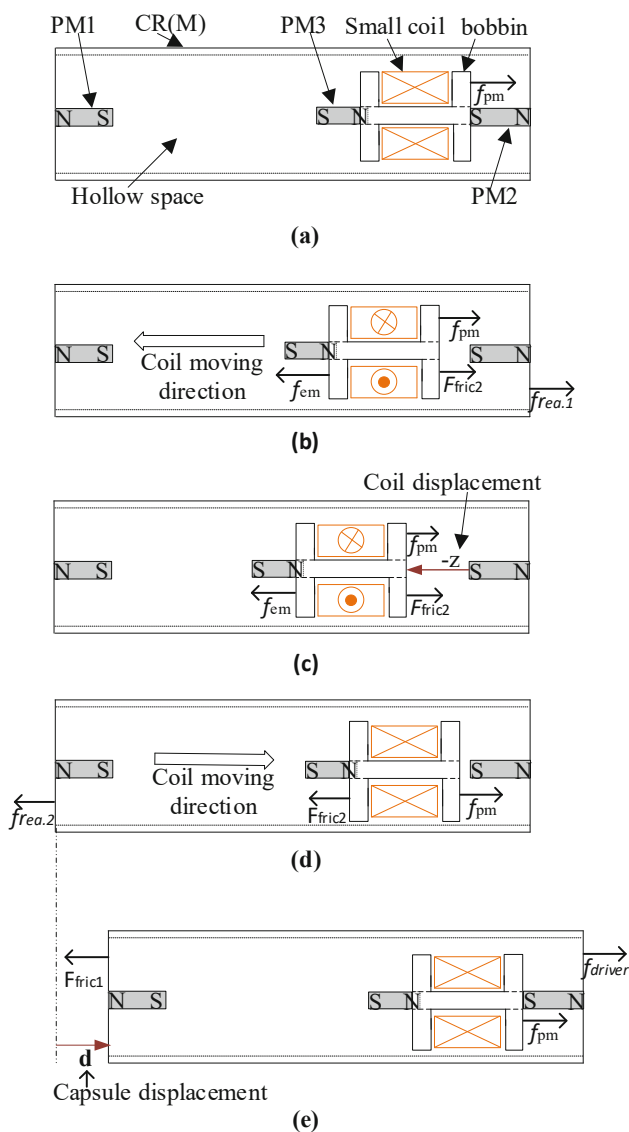 PM1 CR(M) PM3 Small coil bobbin
fpm
N S S N S N
Hollow space PM2
(a)
fpm
N S S N S N
Coil moving
direction
fem Ffric2
frea.1
(b)
Coil displacement
fpm
-z
N S S N S N
fem Ffric2
(c)
N S S N S N
Coil moving
direction
frea.2 Ffric2 fpm
(d)
Ffric1 fdriver
N S S N S N
fpm
d
Capsule displacement
(e)